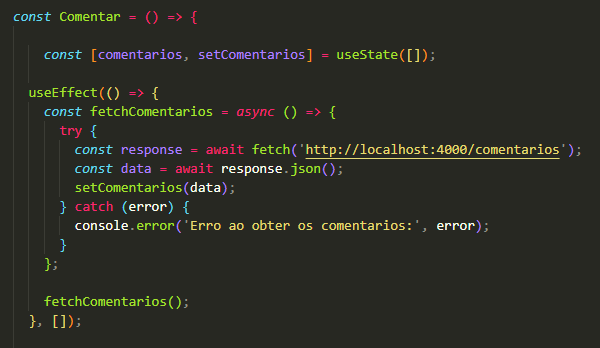 const Comentar = () => {
const [comentarios, setComentarios] = useState([]);
useEffect(() => {
const fetchComentarios = async () => {
try {
const response = await fetch('http://localhost:4000/comentarios');
const data = await response.json();
setComentarios(data);
} catch (error) {
console.error('Erro ao obter os comentarios:', error);
}
};
fetchComentarios();
}, []);